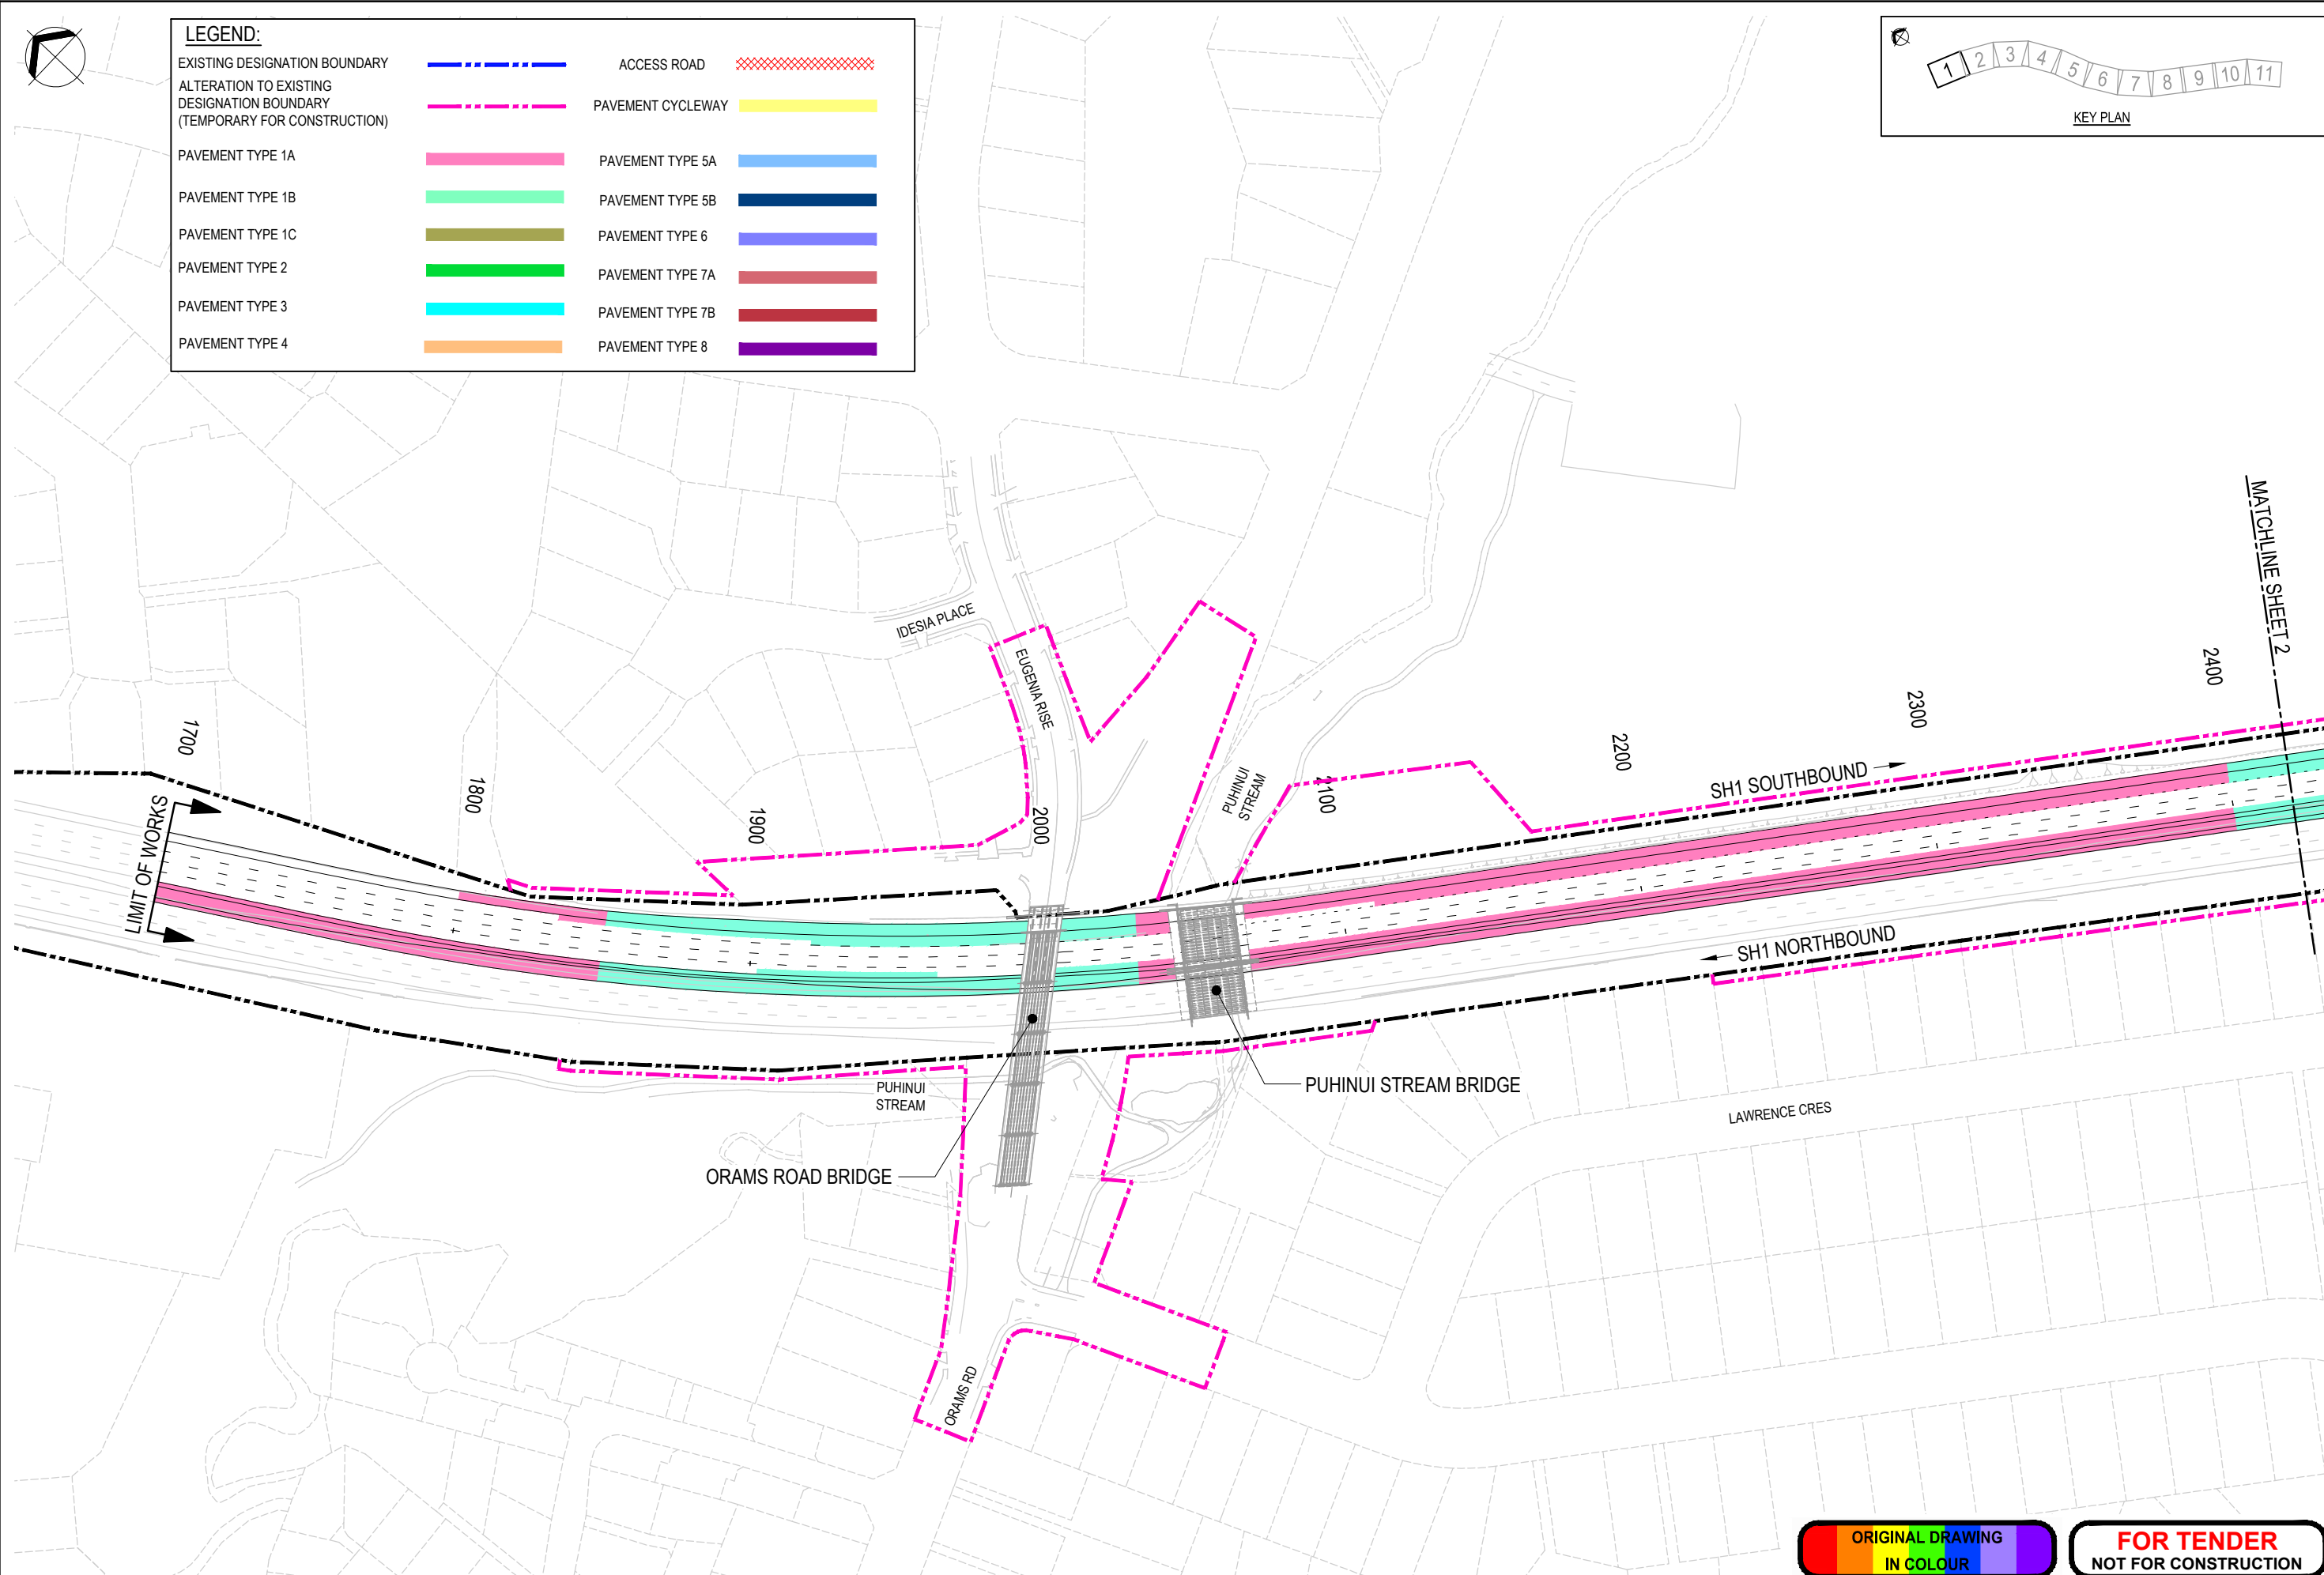 LEGEND:
EXISTING DESIGNATION BOUNDARY
ALTERATION TO EXISTING
DESIGNATION BOUNDARY
(TEMPORARY FOR CONSTRUCTION)
PAVEMENT TYPE 1A
PAVEMENT TYPE 1B
PAVEMENT TYPE 1C
PAVEMENT TYPE 2
PAVEMENT TYPE 3
PAVEMENT TYPE 4
ACCESS ROAD
PAVEMENT CYCLEWAY
PAVEMENT TYPE 5A
PAVEMENT TYPE 5B
PAVEMENT TYPE 6
PAVEMENT TYPE 7A
PAVEMENT TYPE 7B
PAVEMENT TYPE 8
1 2 3 4 5 6 7 8 9 10 11
KEY PLAN
MATCHLINE SHEET 2
IDESIA PLACE
EUGENIA RISE
PUHINUI
STREAM
1700
1800
1900
2000
2100
2200
2300
2400
LIMIT OF WORKS
SH1 SOUTHBOUND
SH1 NORTHBOUND
PUHINUI
STREAM
PUHINUI STREAM BRIDGE
ORAMS ROAD BRIDGE
LAWRENCE CRES
ORAMS RD
ORIGINAL DRAWING
IN COLOUR
FOR TENDER
NOT FOR CONSTRUCTION